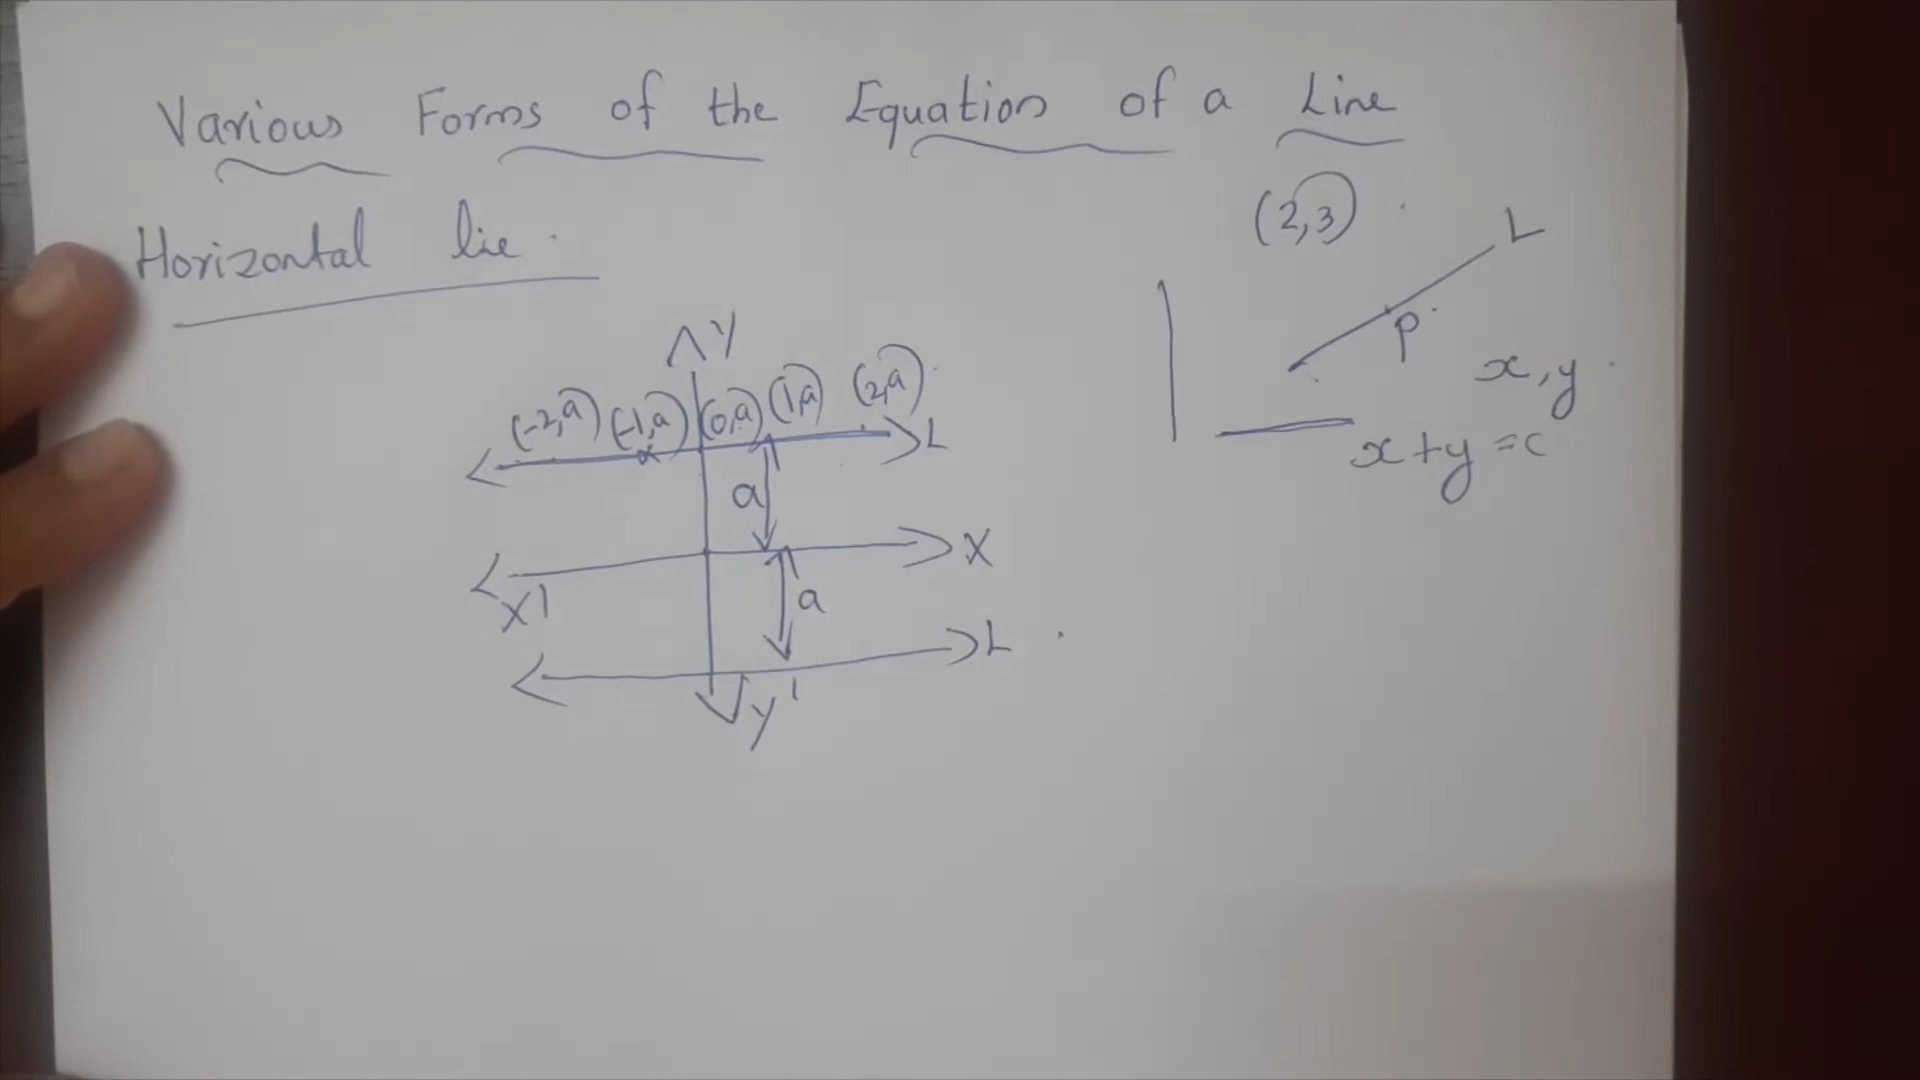 Various Forms of the Equation of a Line
Horizontal lie.
(2,3)
L
P
x, y
x+y=c
Y
(-2,a) (-1,a) (0,a) (1,a) (2,a)
L
a
X
X'
a
L
y'